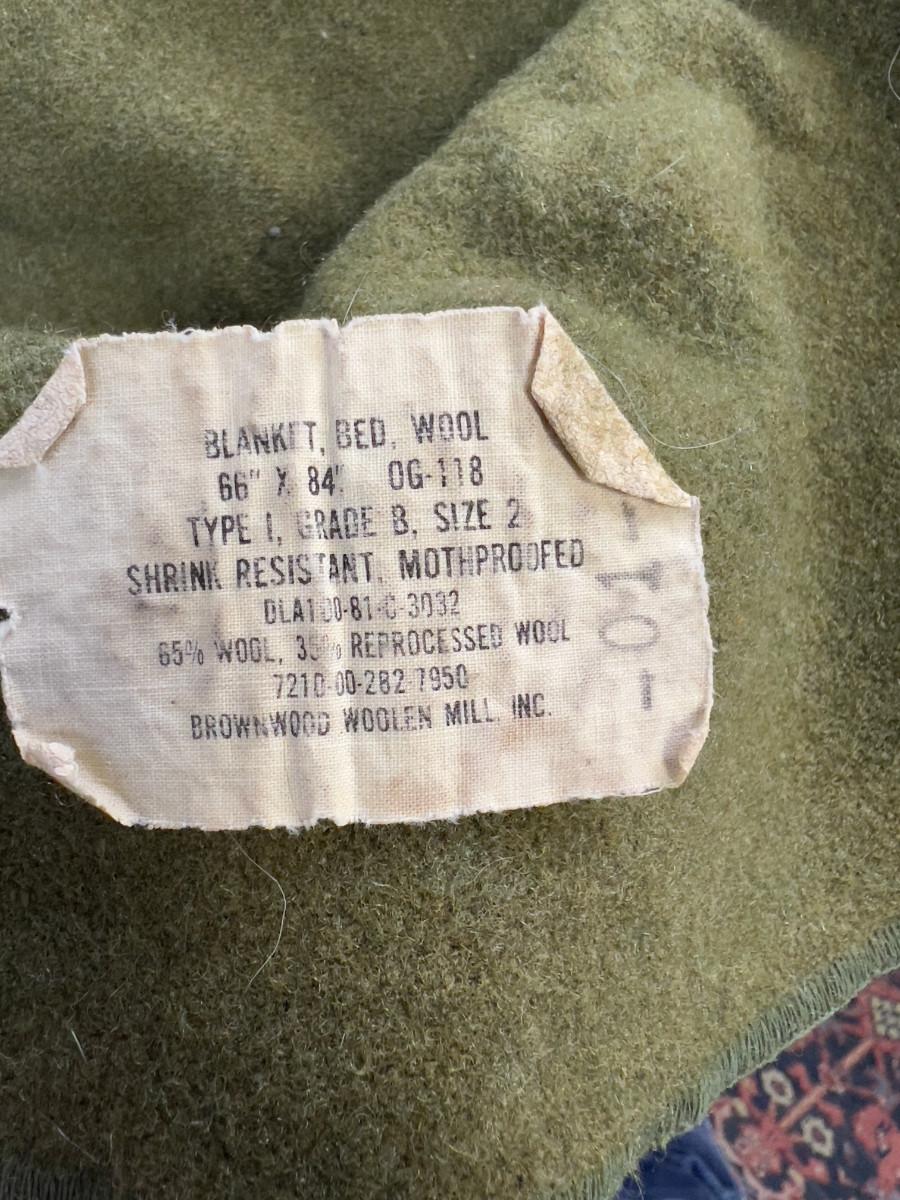 BLANKET, BED, WOOL
66" X 84" OG-118
TYPE I, GRADE B, SIZE 2
SHRINK RESISTANT, MOTHPROOFED
DLA100-81-C-3032
65% WOOL, 35% REPROCESSED WOOL
7210-00-282-7950
BROWNWOOD WOOLEN MILL, INC.
-01-